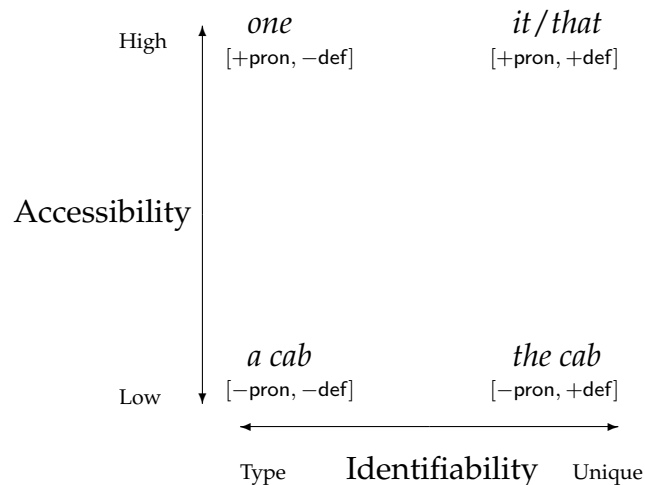 High one it/that
[+pron, −def] [+pron, +def]
Accessibility
a cab the cab
Low [−pron, −def] [−pron, +def]
Type Identifiability Unique